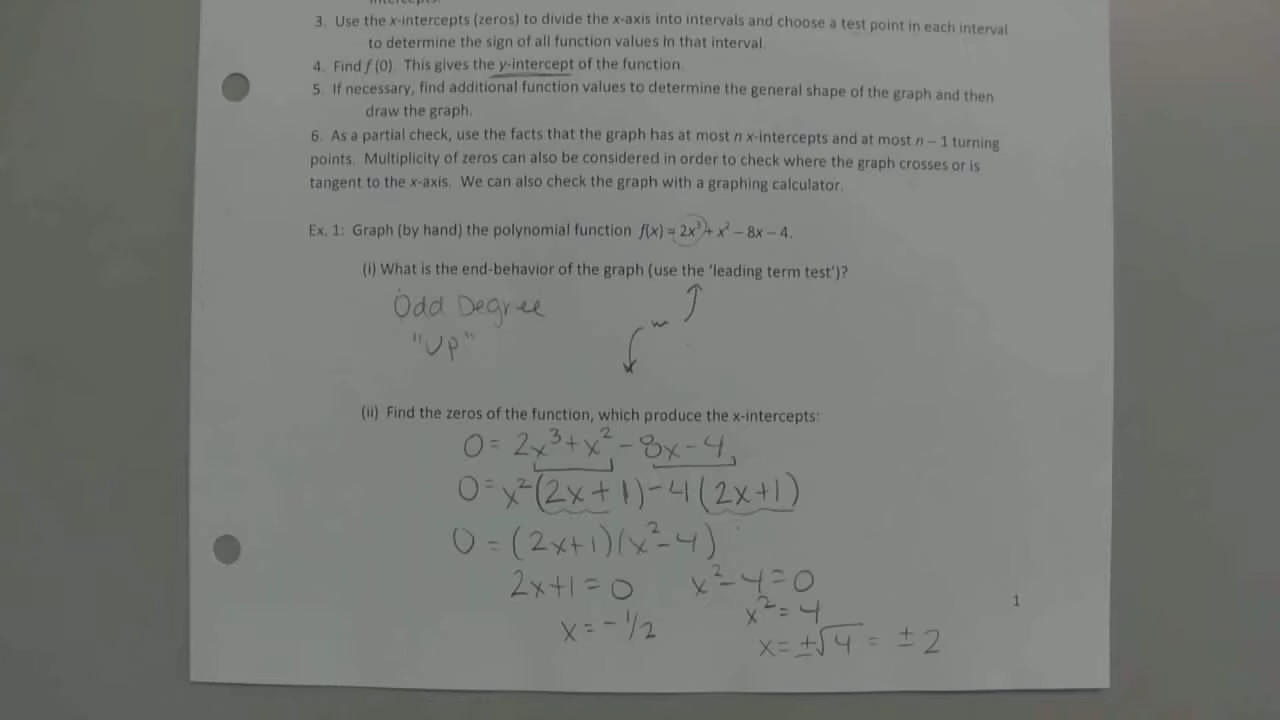 intercepts.
3. Use the x-intercepts (zeros) to divide the x-axis into intervals and choose a test point in each interval
to determine the sign of all function values in that interval.
4. Find f (0). This gives the y-intercept of the function.
5. If necessary, find additional function values to determine the general shape of the graph and then
draw the graph.
6. As a partial check, use the facts that the graph has at most n x-intercepts and at most n – 1 turning
points. Multiplicity of zeros can also be considered in order to check where the graph crosses or is
tangent to the x-axis. We can also check the graph with a graphing calculator.
Ex. 1: Graph (by hand) the polynomial function f(x) = 2x³ + x² – 8x – 4.
(i) What is the end-behavior of the graph (use the ‘leading term test’)?
Odd Degree
"UP"
(ii) Find the zeros of the function, which produce the x-intercepts:
0 = 2x³ + x² - 8x - 4
0 = x² (2x + 1) - 4 (2x + 1)
0 = (2x+1)(x² - 4)
2x+1 = 0 x² - 4 = 0
x² = 4
x = - 1/2
x = ±√4 = ± 2
1